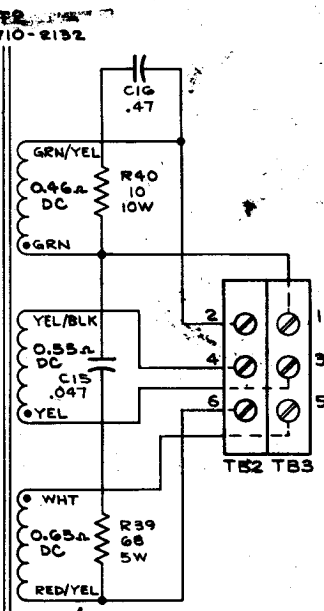 710-2132
C16
.47
GRN/YEL
R40
10
10W
0.46Ω
DC
GRN
YEL/BLK
0.55Ω
DC
C15
.047
YEL
2
1
4
3
6
5
TB2 TB3
WHT
R39
68
5W
0.65Ω
DC
RED/YEL